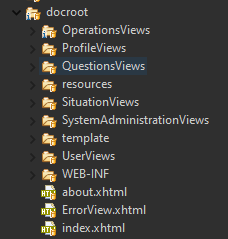 docroot
OperationsViews
ProfileViews
QuestionsViews
resources
SituationViews
SystemAdministrationViews
template
UserViews
WEB-INF
about.xhtml
ErrorView.xhtml
index.xhtml